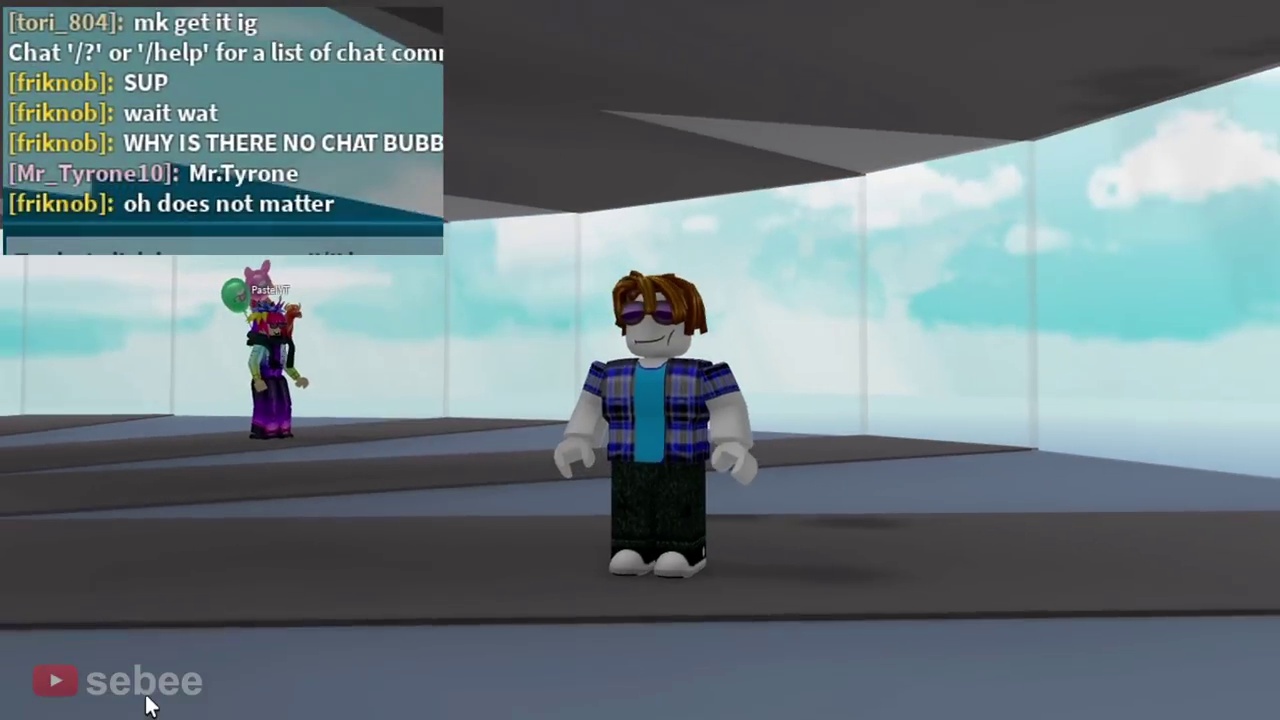 [tori_804]: mk get it ig
Chat '/?' or '/help' for a list of chat com
[friknob]: SUP
[friknob]: wait wat
[friknob]: WHY IS THERE NO CHAT BUBB
[Mr_Tyrone10]: Mr.Tyrone
[friknob]: oh does not matter
sebee